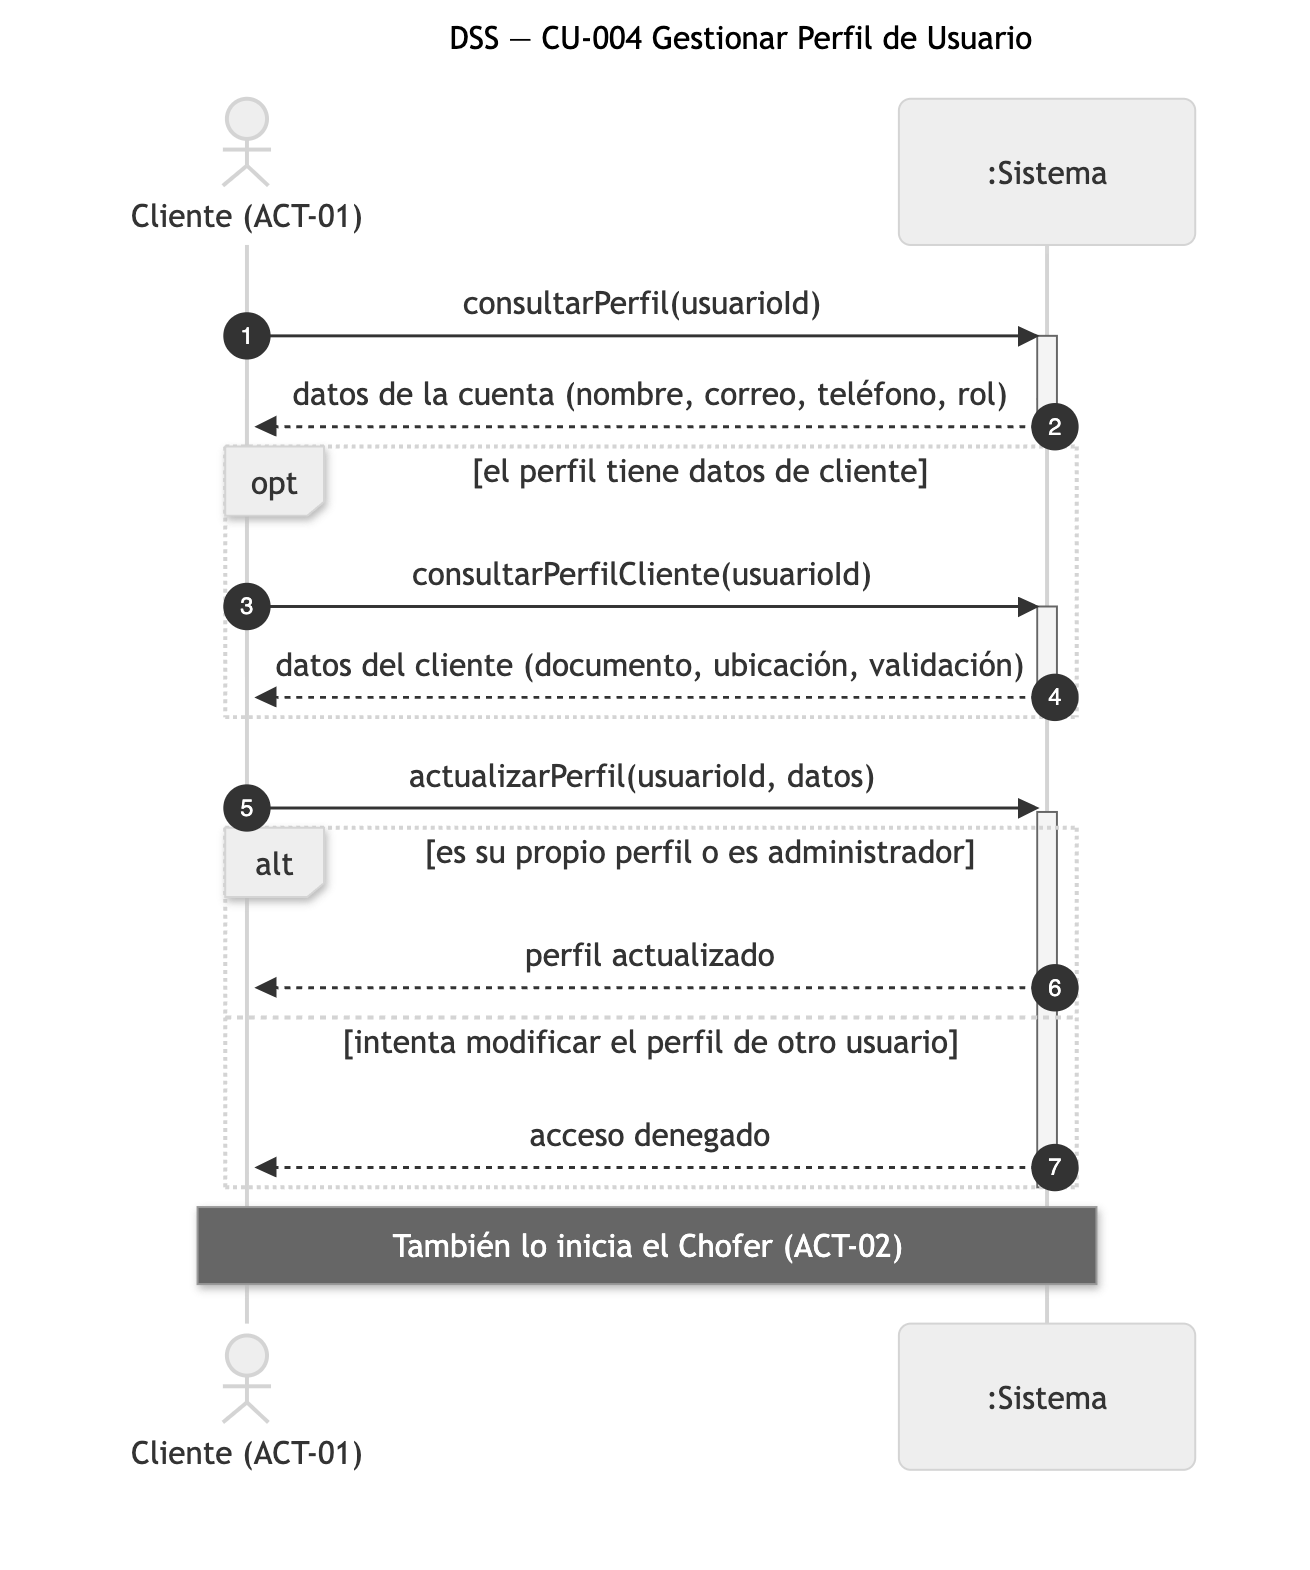 DSS — CU-004 Gestionar Perfil de Usuario
Cliente (ACT-01)
:Sistema
consultarPerfil(usuarioId)
1
datos de la cuenta (nombre, correo, teléfono, rol)
2
opt
[el perfil tiene datos de cliente]
consultarPerfilCliente(usuarioId)
3
datos del cliente (documento, ubicación, validación)
4
actualizarPerfil(usuarioId, datos)
5
alt
[es su propio perfil o es administrador]
perfil actualizado
6
[intenta modificar el perfil de otro usuario]
acceso denegado
7
También lo inicia el Chofer (ACT-02)
Cliente (ACT-01)
:Sistema